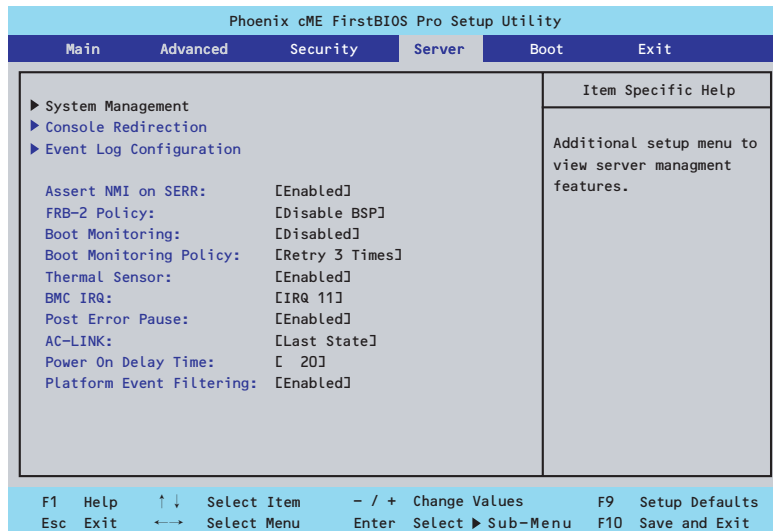 Phoenix cME FirstBIOS Pro Setup Utility
Main Advanced Security Server Boot Exit
▶ System Management
▶ Console Redirection
▶ Event Log Configuration
Assert NMI on SERR: [Enabled]
FRB-2 Policy: [Disable BSP]
Boot Monitoring: [Disabled]
Boot Monitoring Policy: [Retry 3 Times]
Thermal Sensor: [Enabled]
BMC IRQ: [IRQ 11]
Post Error Pause: [Enabled]
AC-LINK: [Last State]
Power On Delay Time: [ 20]
Platform Event Filtering: [Enabled]
Item Specific Help
Additional setup menu to
view server managment
features.
F1 Help ↑↓ Select Item - / + Change Values F9 Setup Defaults
Esc Exit ←→ Select Menu Enter Select ▶ Sub-Menu F10 Save and Exit